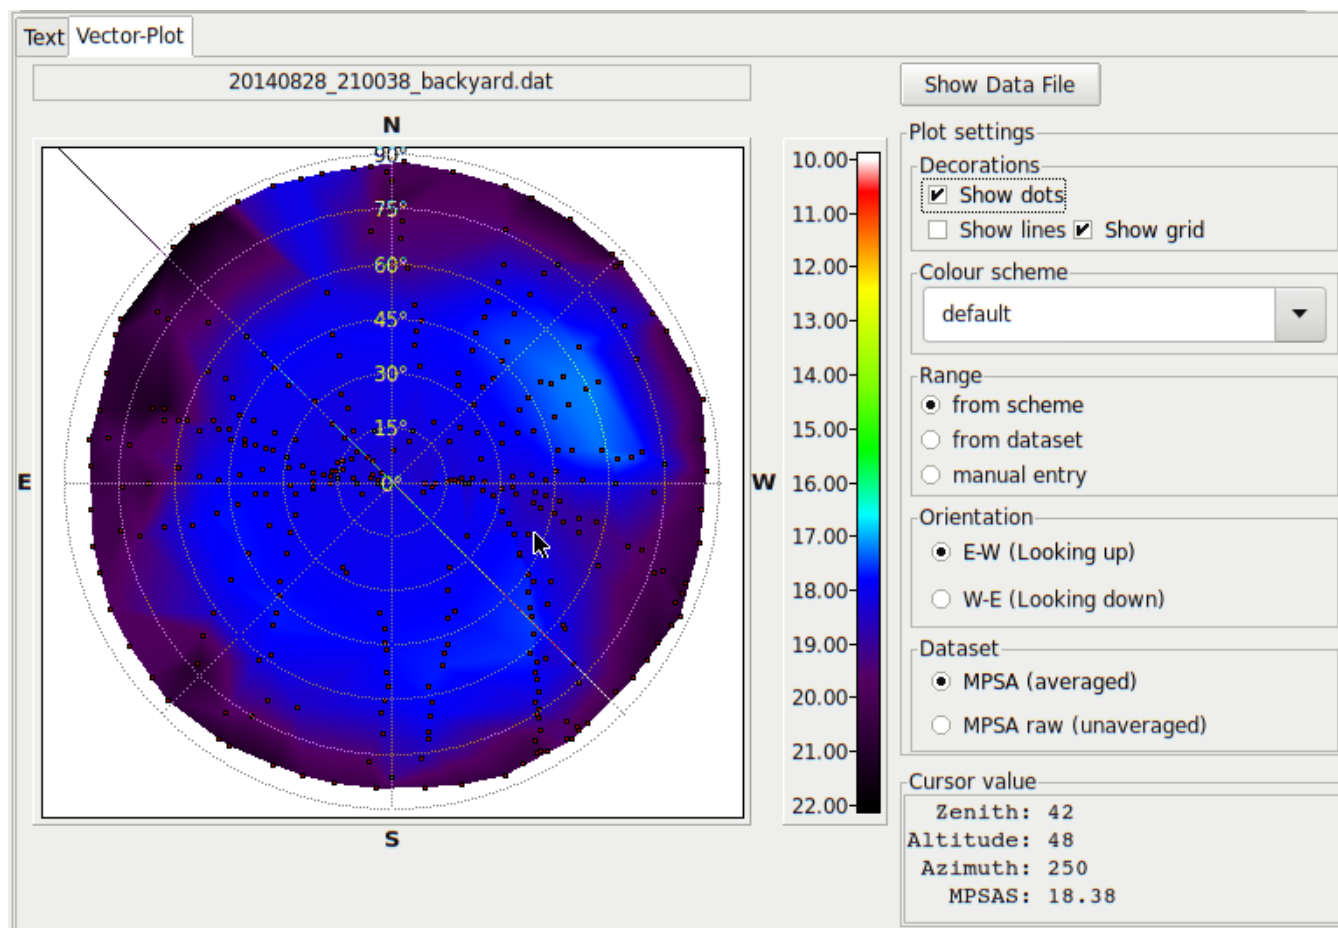 Text Vector-Plot
20140828_210038_backyard.dat
Show Data File
N
90°
75°
60°
45°
30°
15°
0°
E
W
S
10.00
11.00
12.00
13.00
14.00
15.00
16.00
17.00
18.00
19.00
20.00
21.00
22.00
Plot settings
Decorations
Show dots
Show lines Show grid
Colour scheme
default
Range
from scheme
from dataset
manual entry
Orientation
E-W (Looking up)
W-E (Looking down)
Dataset
MPSA (averaged)
MPSA raw (unaveraged)
Cursor value
Zenith: 42
Altitude: 48
Azimuth: 250
MPSAS: 18.38